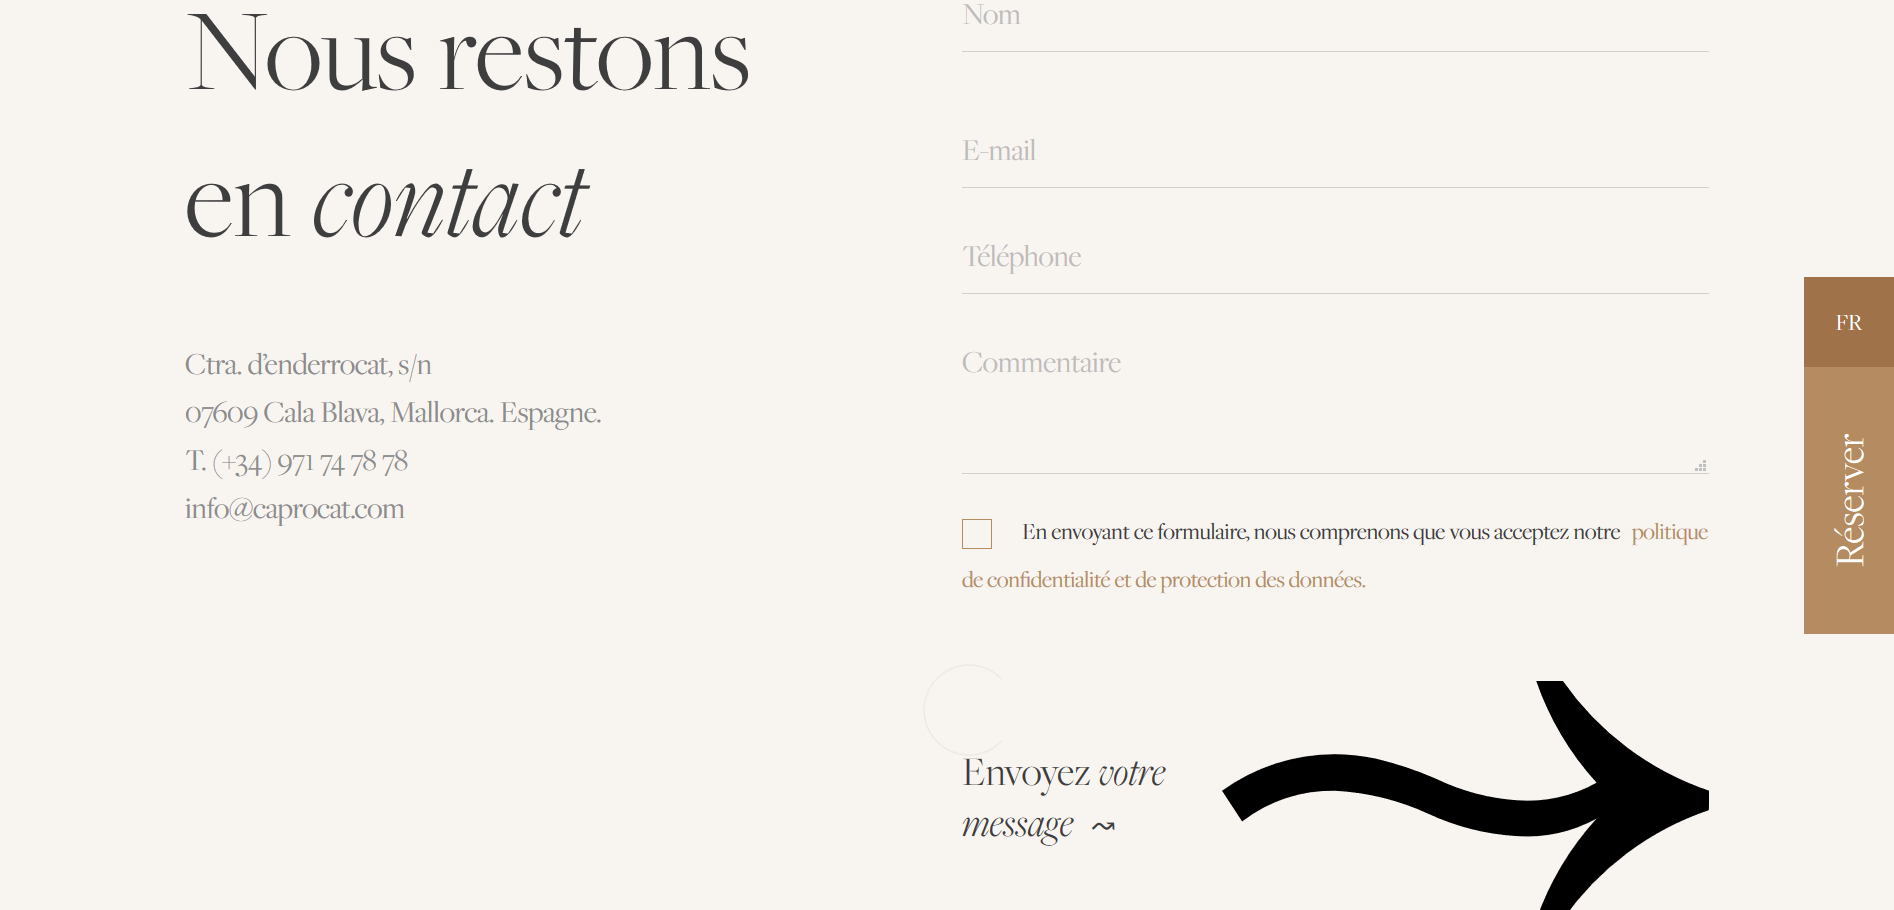 Nous restons
en contact
Ctra. d’enderrocat, s/n
07609 Cala Blava, Mallorca. Espagne.
T. (+34) 971 74 78 78
info@caprocat.com
Nom
E-mail
Téléphone
Commentaire
En envoyant ce formulaire, nous comprenons que vous acceptez notre politique
de confidentialité et de protection des données.
Envoyez votre
message ↝
FR
Réserver